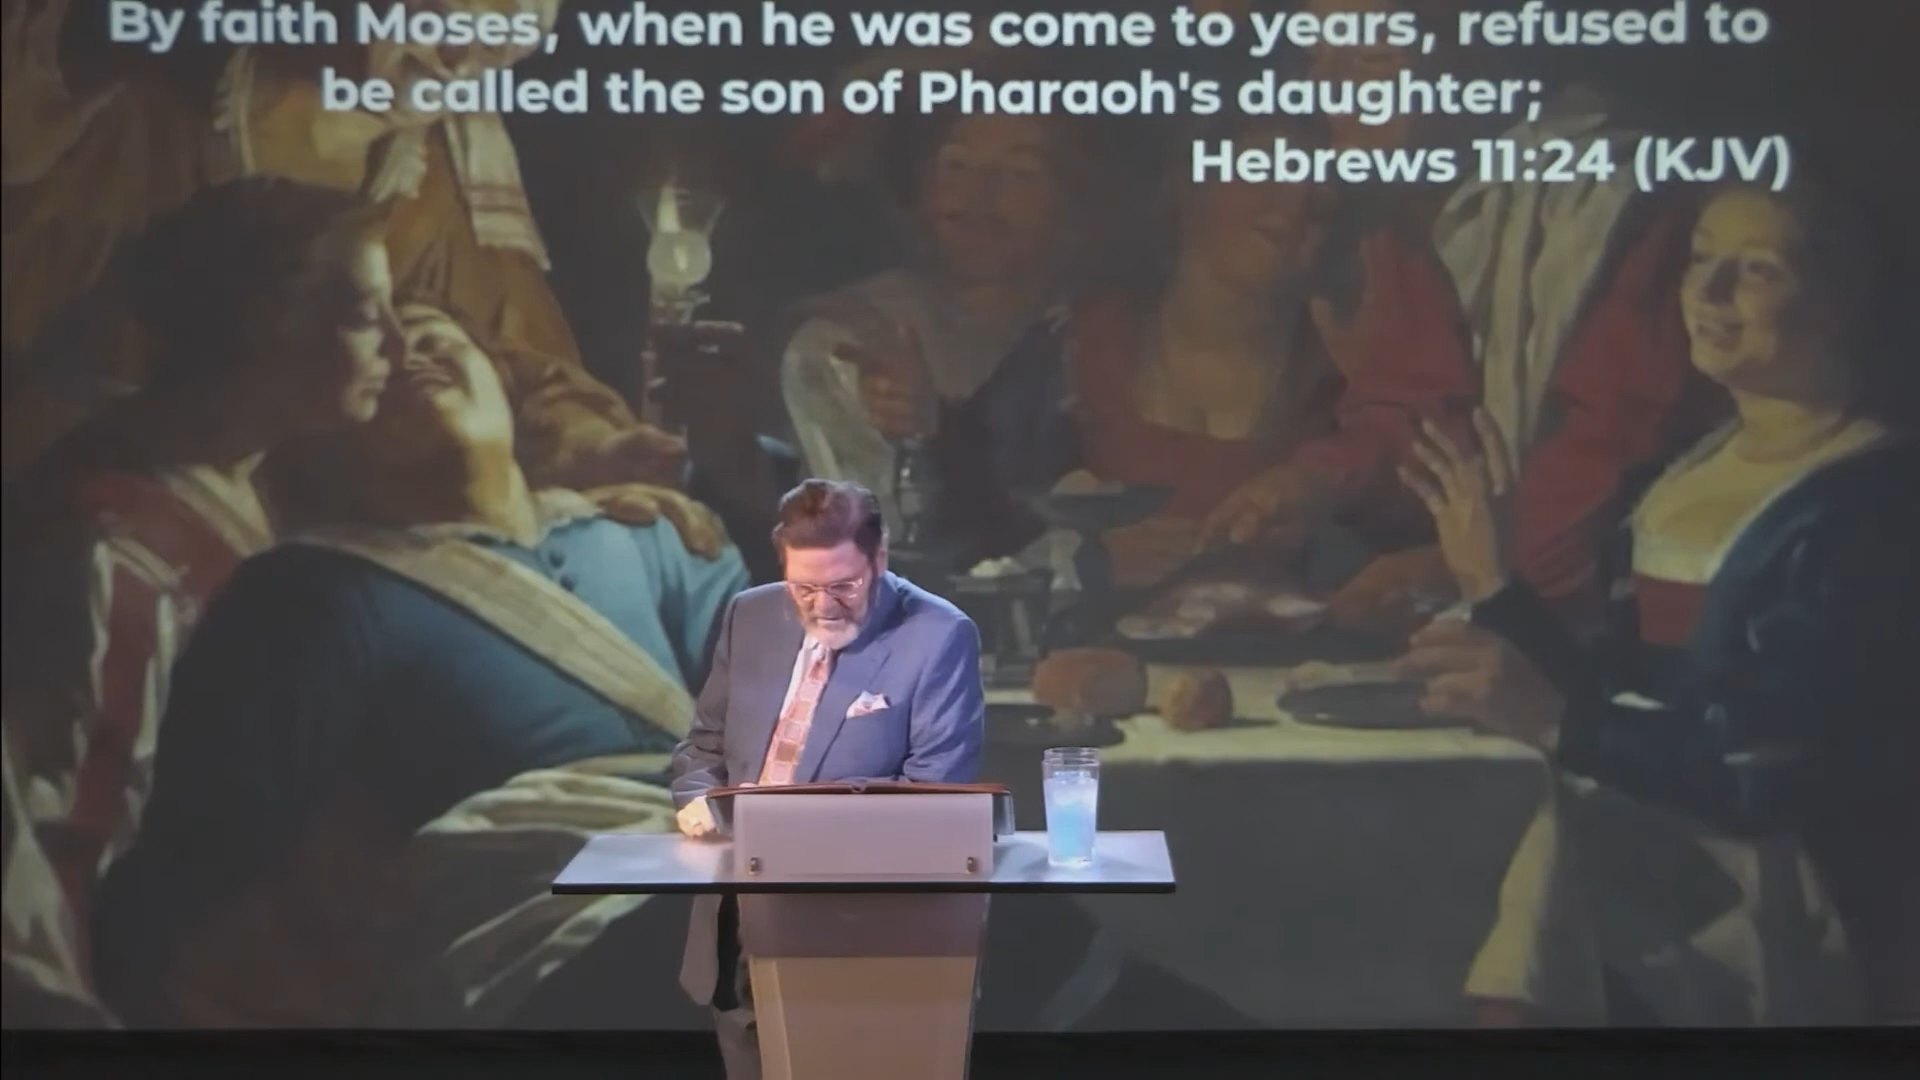 By faith Moses, when he was come to years, refused to
be called the son of Pharaoh's daughter;
Hebrews 11:24 (KJV)